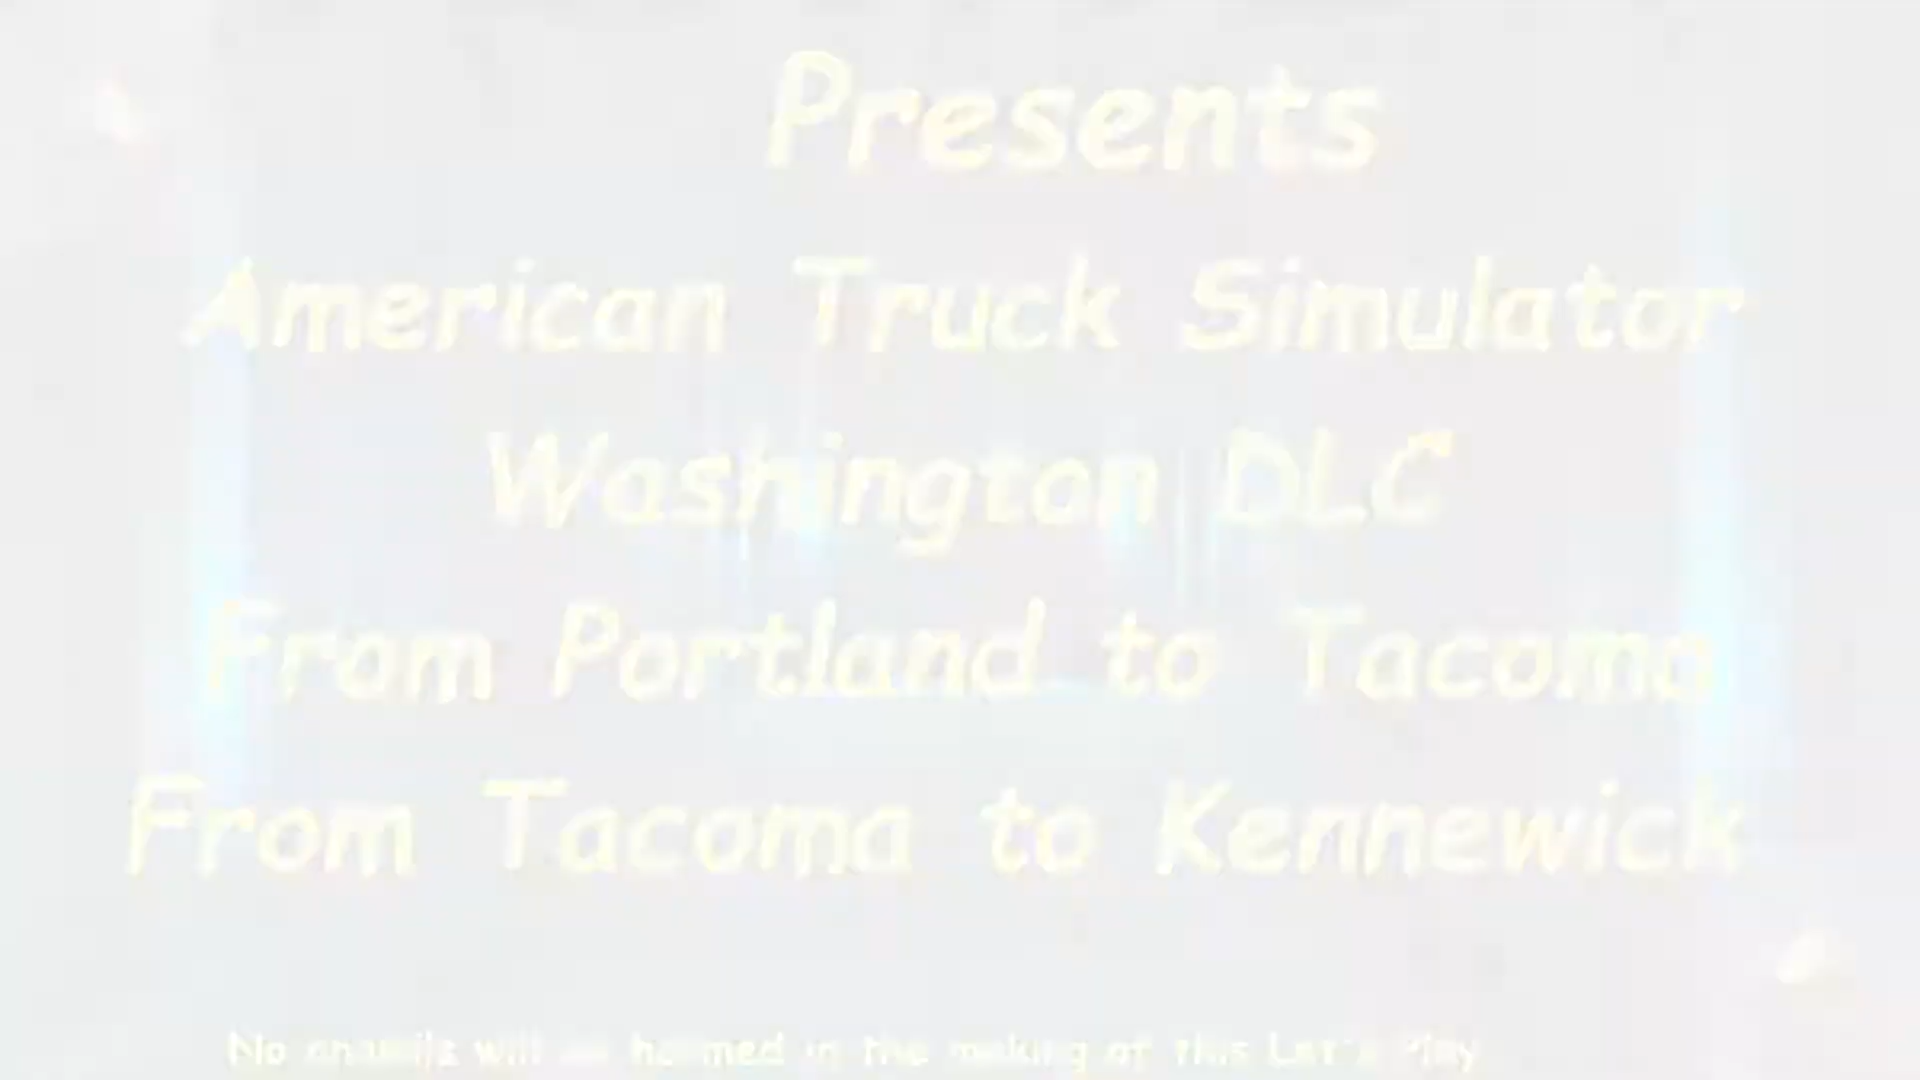 Presents
American Truck Simulator
Washington DLC
From Portland to Tacoma
From Tacoma to Kennewick
No will harmed in the making of this Let's Play